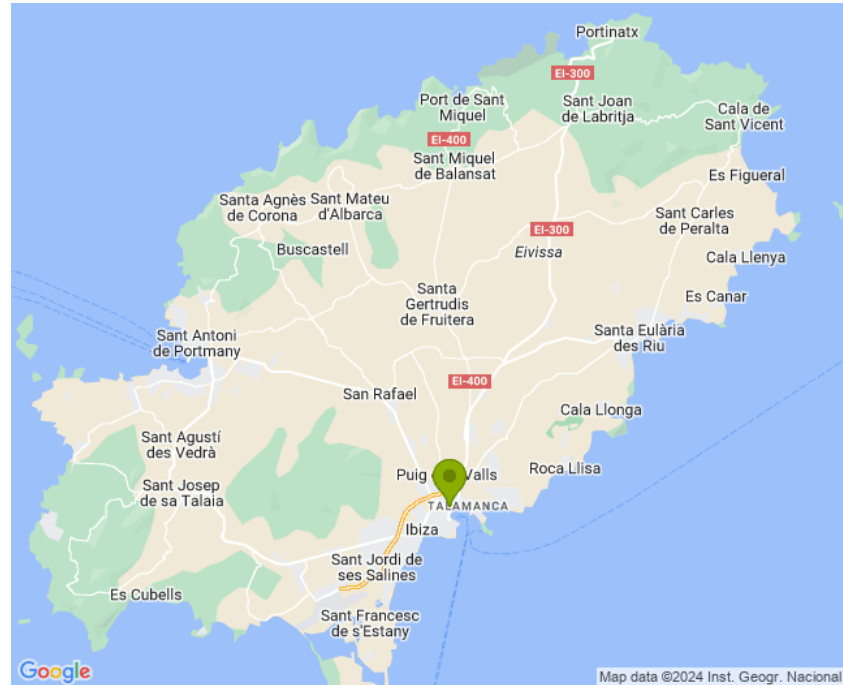 Portinatx
EI-300
Port de Sant
Miquel
Sant Joan
de Labritja
Cala de
Sant Vicent
EI-400
Sant Miquel
de Balansat
Es Figueral
Santa Agnès
de Corona
Sant Mateu
d'Albarca
Sant Carles
de Peralta
EI-300
Buscastell
Eivissa
Cala Llenya
Santa
Gertrudis
de Fruitera
Es Canar
Sant Antoni
de Portmany
Santa Eulària
des Riu
EI-400
San Rafael
Cala Llonga
Sant Agustí
des Vedrà
Roca Llisa
Puig
Valls
Sant Josep
de sa Talaia
TALAMANCA
Ibiza
Sant Jordi de
ses Salines
Es Cubells
Sant Francesc
de s'Estany
Google
Map data ©2024 Inst. Geogr. Nacional